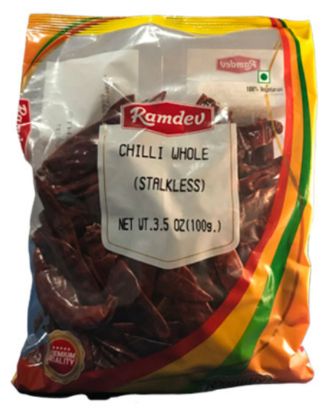 Ramdev
100% Vegetarian
Ramdev
CHILLI WHOLE
(STALKLESS)
NET WT.3.5 OZ(100g.)
PREMIUM
QUALITY